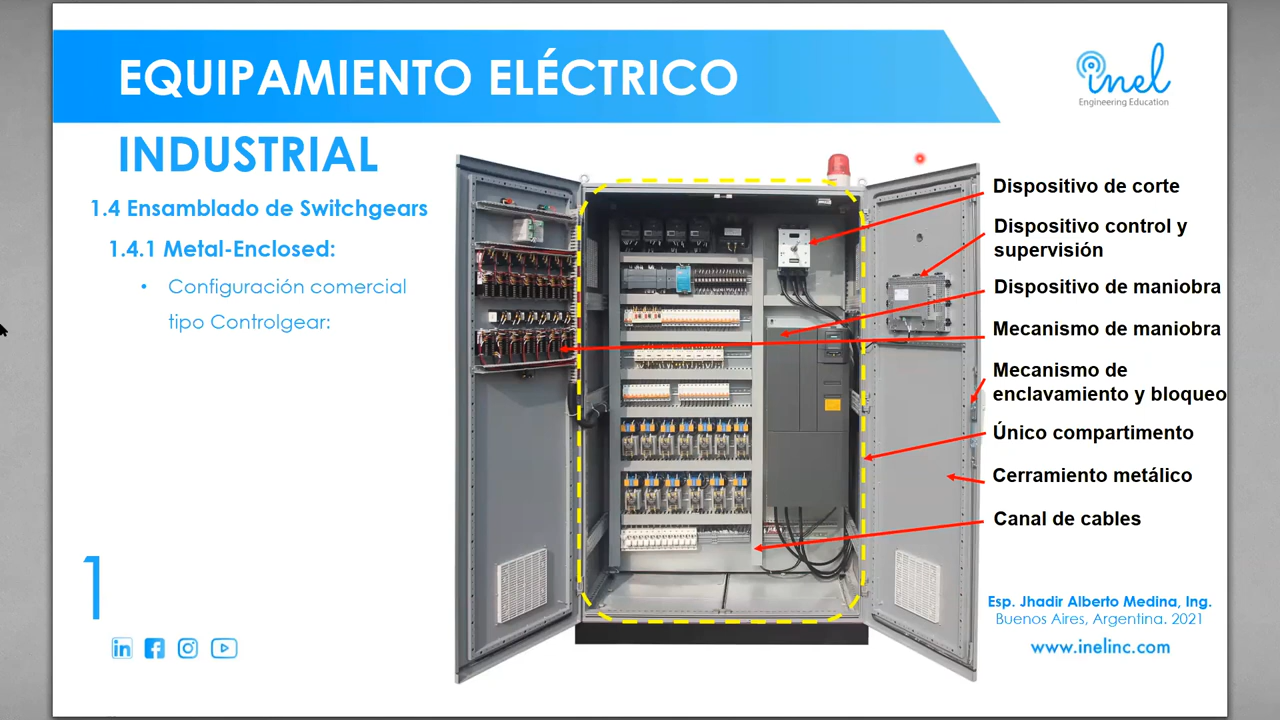 EQUIPAMIENTO ELÉCTRICO
INDUSTRIAL
inel
Engineering Education
1.4 Ensamblado de Switchgears
1.4.1 Metal-Enclosed:
• Configuración comercial
tipo Controlgear:
Dispositivo de corte
Dispositivo control y
supervisión
Dispositivo de maniobra
Mecanismo de maniobra
Mecanismo de
enclavamiento y bloqueo
Único compartimento
Cerramiento metálico
Canal de cables
1
Esp. Jhadir Alberto Medina, Ing.
Buenos Aires, Argentina. 2021
www.inelinc.com